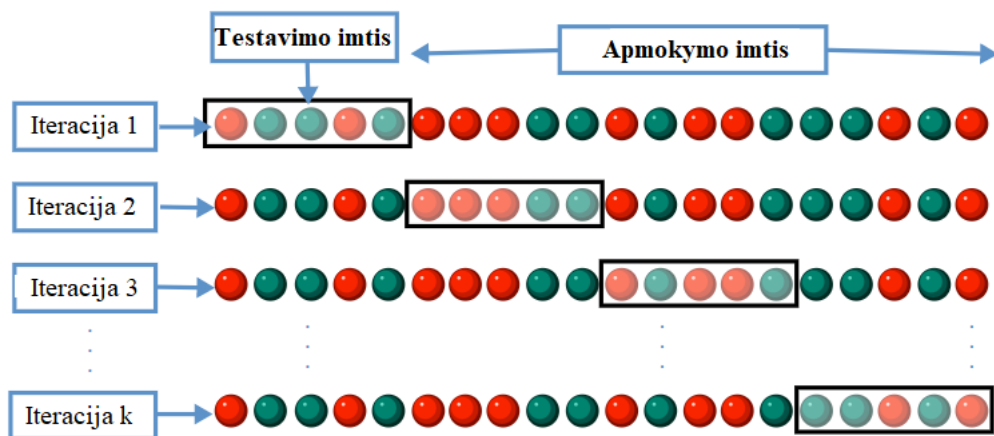 Testavimo imtis
Apmokymo imtis
Iteracija 1
Iteracija 2
Iteracija 3
Iteracija k